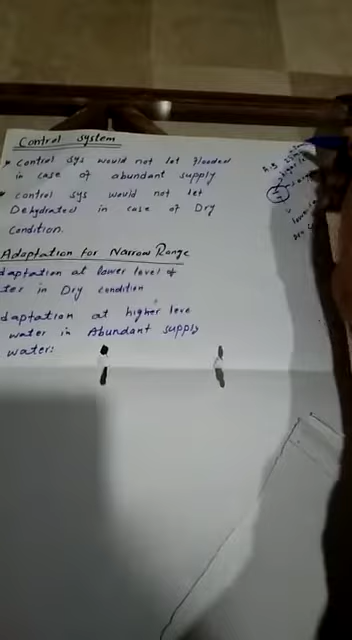 Control system
Control sys would not let flooded
in case of abundant supply
control sys would not let
Dehydrated in case of Dry
Condition.
Adaptation for Narrow Range
daptation at lower level of
ter in Dry condition
daptation at higher leve
water in Abundant supply
water: